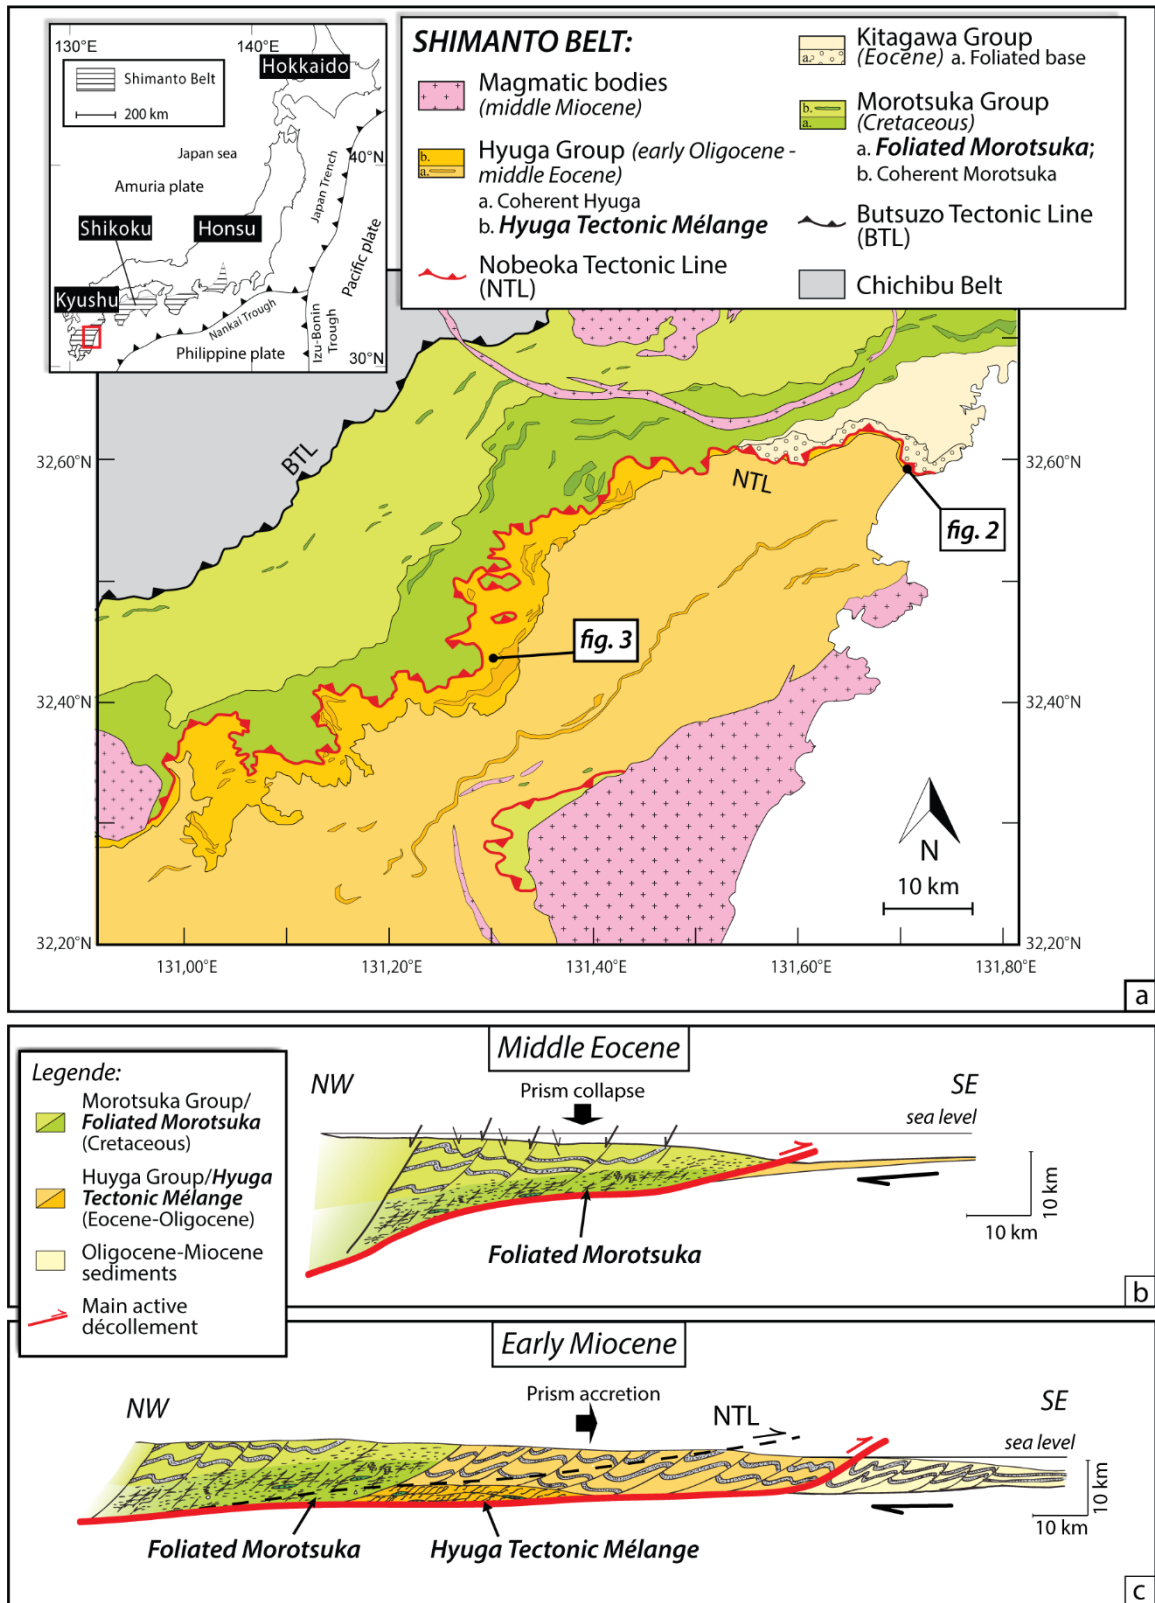 130°E
140°E
Hokkaido
Shimanto Belt
200 km
Japan sea
40°N
Amuria plate
Japan Trench
Shikoku
Honsu
Pacific plate
Kyushu
Nankai Trough
Izu-Bonin
Trough
Philippine plate
30°N
SHIMANTO BELT:
Magmatic bodies
(middle Miocene)
b.
a.
Hyuga Group (early Oligocene -
middle Eocene)
a. Coherent Hyuga
b. Hyuga Tectonic Mélange
Nobeoka Tectonic Line
(NTL)
a.
Kitagawa Group
(Eocene) a. Foliated base
b.
a.
Morotsuka Group
(Cretaceous)
a. Foliated Morotsuka;
b. Coherent Morotsuka
Butsuzo Tectonic Line
(BTL)
Chichibu Belt
32,60°N
BTL
NTL
32,60°N
fig. 2
fig. 3
32,40°N
32,40°N
N
10 km
32,20°N
32,20°N
131,00°E
131,20°E
131,40°E
131,60°E
131,80°E
a
Legende:
Morotsuka Group/
Foliated Morotsuka
(Cretaceous)
Huyga Group/Hyuga
Tectonic Mélange
(Eocene-Oligocene)
Oligocene-Miocene
sediments
Main active
décollement
Middle Eocene
NW
Prism collapse
SE
sea level
10 km
10 km
Foliated Morotsuka
b
Early Miocene
NW
Prism accretion
NTL
SE
sea level
10 km
10 km
Foliated Morotsuka
Hyuga Tectonic Mélange
c